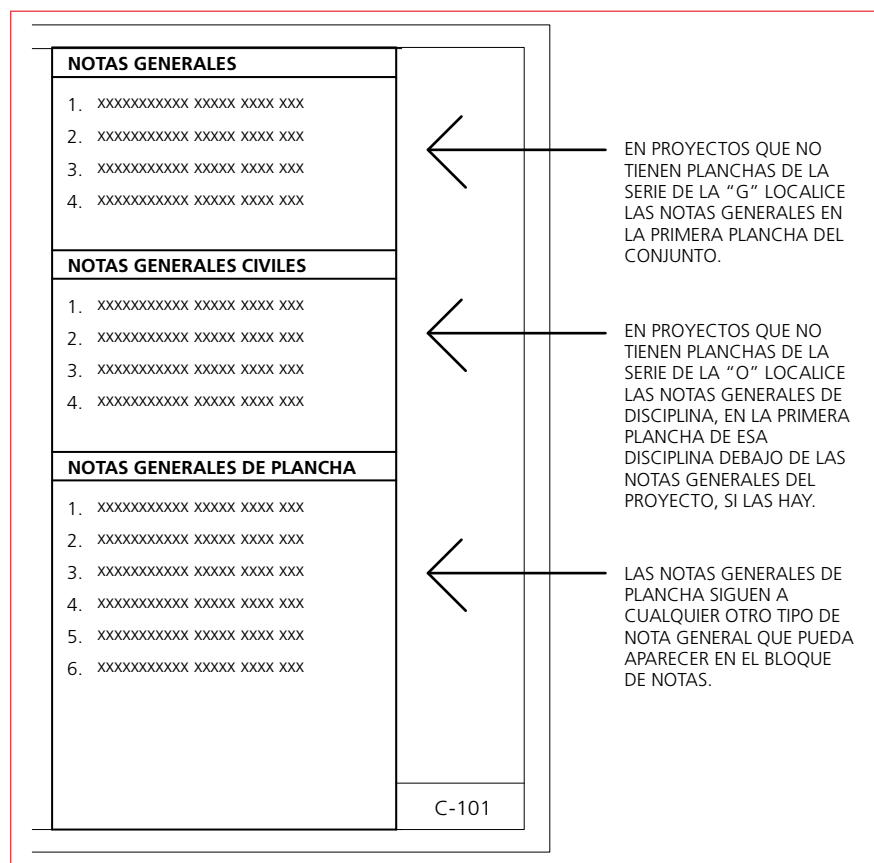 NOTAS GENERALES
1. XXXXXXXXXXX XXXXX XXXX XXX
2. XXXXXXXXXXX XXXXX XXXX XXX
3. XXXXXXXXXXX XXXXX XXXX XXX
4. XXXXXXXXXXX XXXXX XXXX XXX
EN PROYECTOS QUE NO
TIENEN PLANCHAS DE LA
SERIE DE LA “G” LOCALICE
LAS NOTAS GENERALES EN
LA PRIMERA PLANCHA DEL
CONJUNTO.
NOTAS GENERALES CIVILES
1. XXXXXXXXXXX XXXXX XXXX XXX
2. XXXXXXXXXXX XXXXX XXXX XXX
3. XXXXXXXXXXX XXXXX XXXX XXX
4. XXXXXXXXXXX XXXXX XXXX XXX
EN PROYECTOS QUE NO
TIENEN PLANCHAS DE LA
SERIE DE LA “O” LOCALICE
LAS NOTAS GENERALES DE
DISCIPLINA, EN LA PRIMERA
PLANCHA DE ESA
DISCIPLINA DEBAJO DE LAS
NOTAS GENERALES DEL
PROYECTO, SI LAS HAY.
NOTAS GENERALES DE PLANCHA
1. XXXXXXXXXXX XXXXX XXXX XXX
2. XXXXXXXXXXX XXXXX XXXX XXX
3. XXXXXXXXXXX XXXXX XXXX XXX
4. XXXXXXXXXXX XXXXX XXXX XXX
5. XXXXXXXXXXX XXXXX XXXX XXX
6. XXXXXXXXXXX XXXXX XXXX XXX
LAS NOTAS GENERALES DE
PLANCHA SIGUEN A
CUALQUIER OTRO TIPO DE
NOTA GENERAL QUE PUEDA
APARECER EN EL BLOQUE
DE NOTAS.
C-101